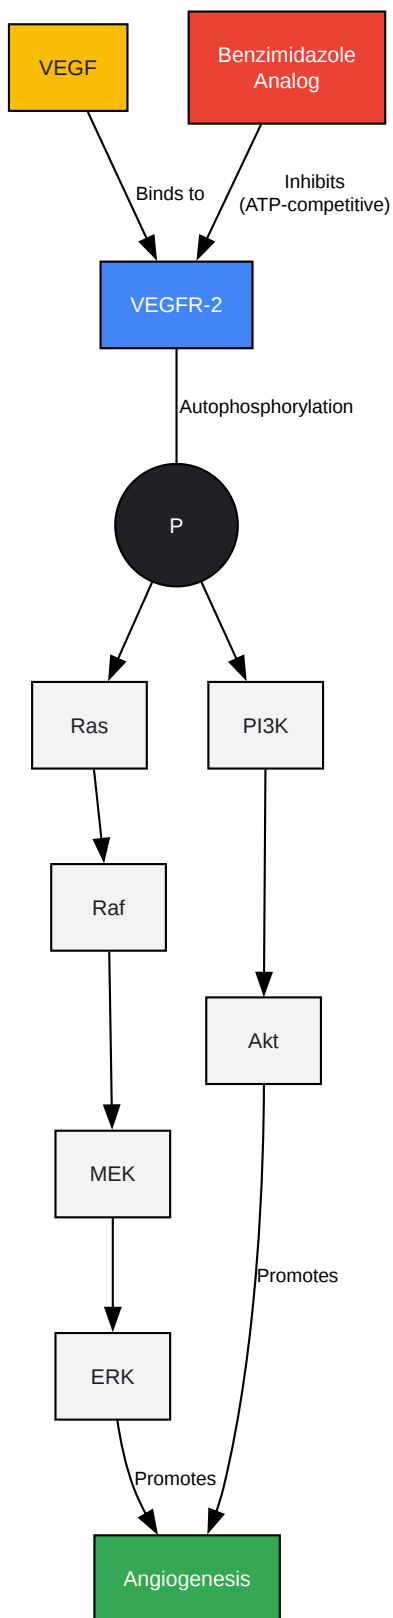 VEGF
Benzimidazole
Analog
Binds to
Inhibits
(ATP-competitive)
VEGFR-2
Autophosphorylation
P
Ras
PI3K
Raf
Akt
MEK
Promotes
ERK
Promotes
Angiogenesis